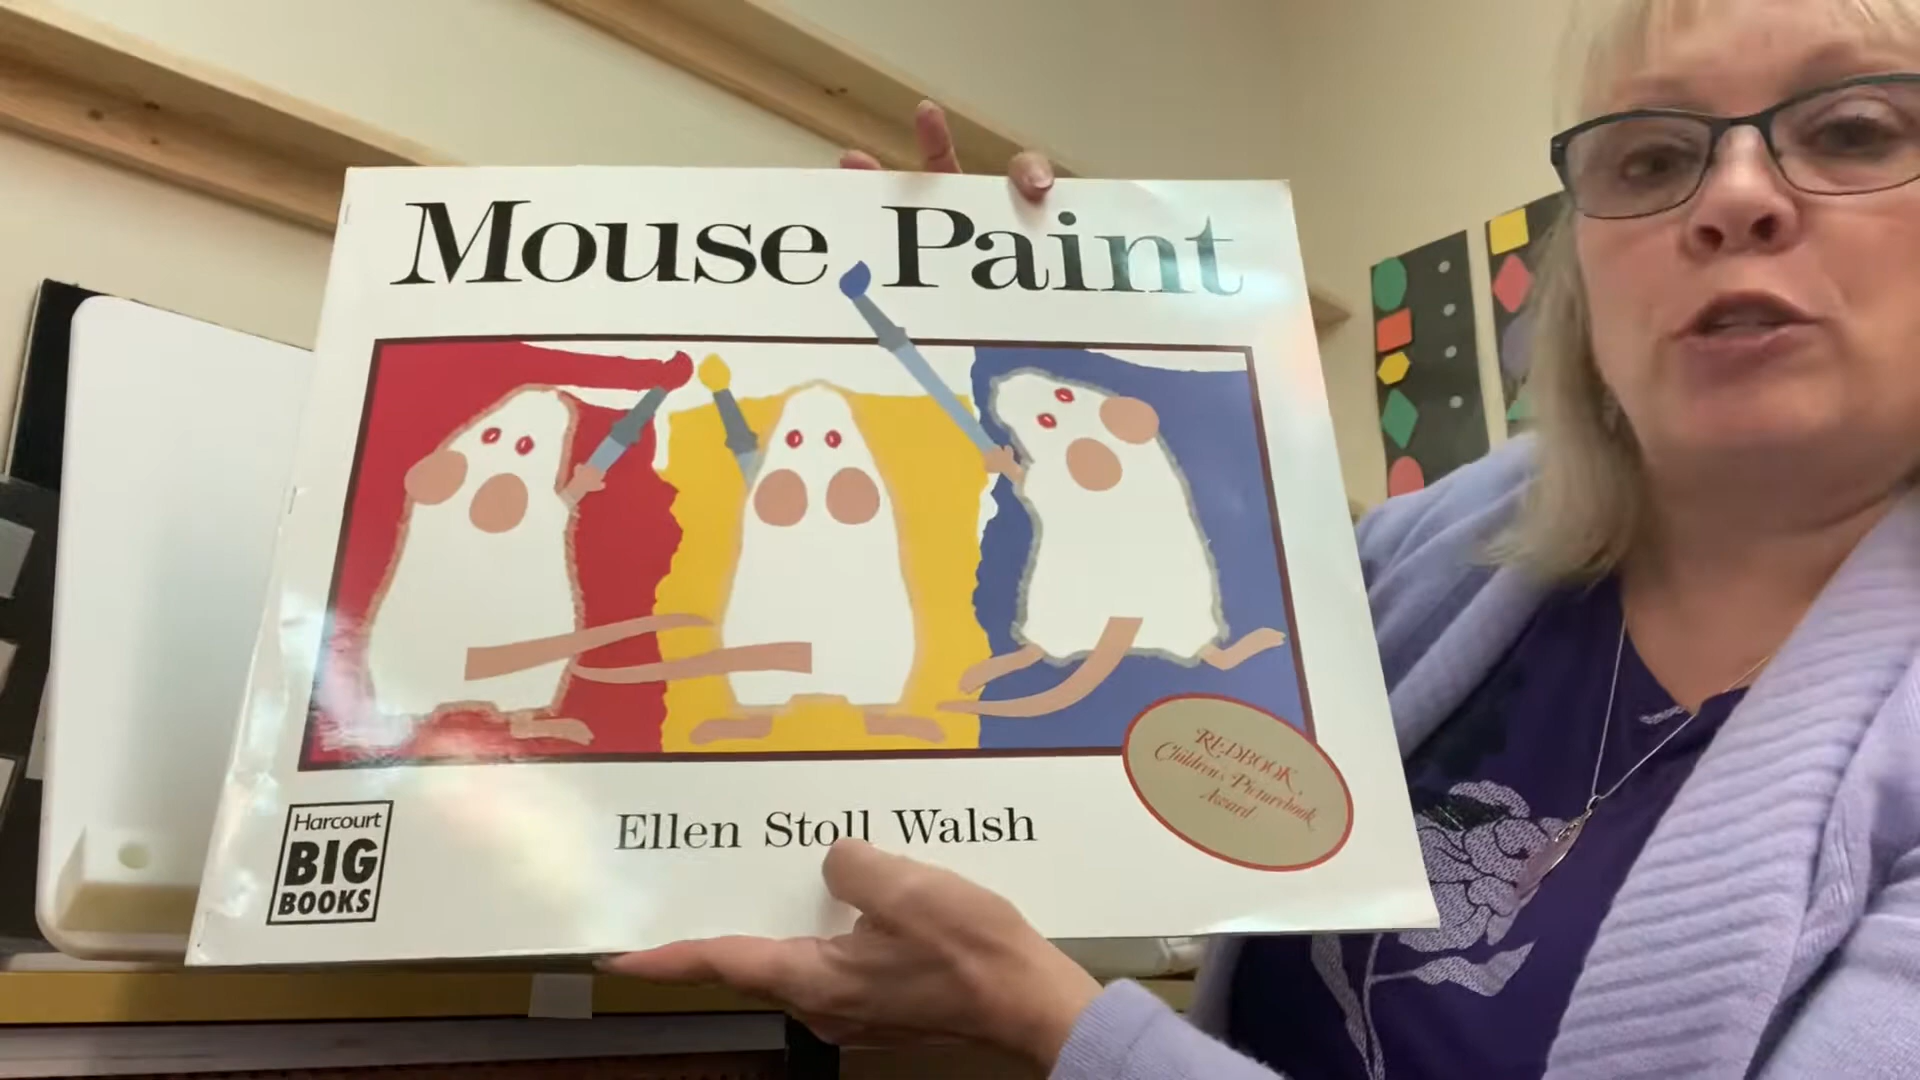 Mouse Paint
Ellen Stoll Walsh
REDBOOK
Children's Picturebook
Award
Harcourt
BIG
BOOKS